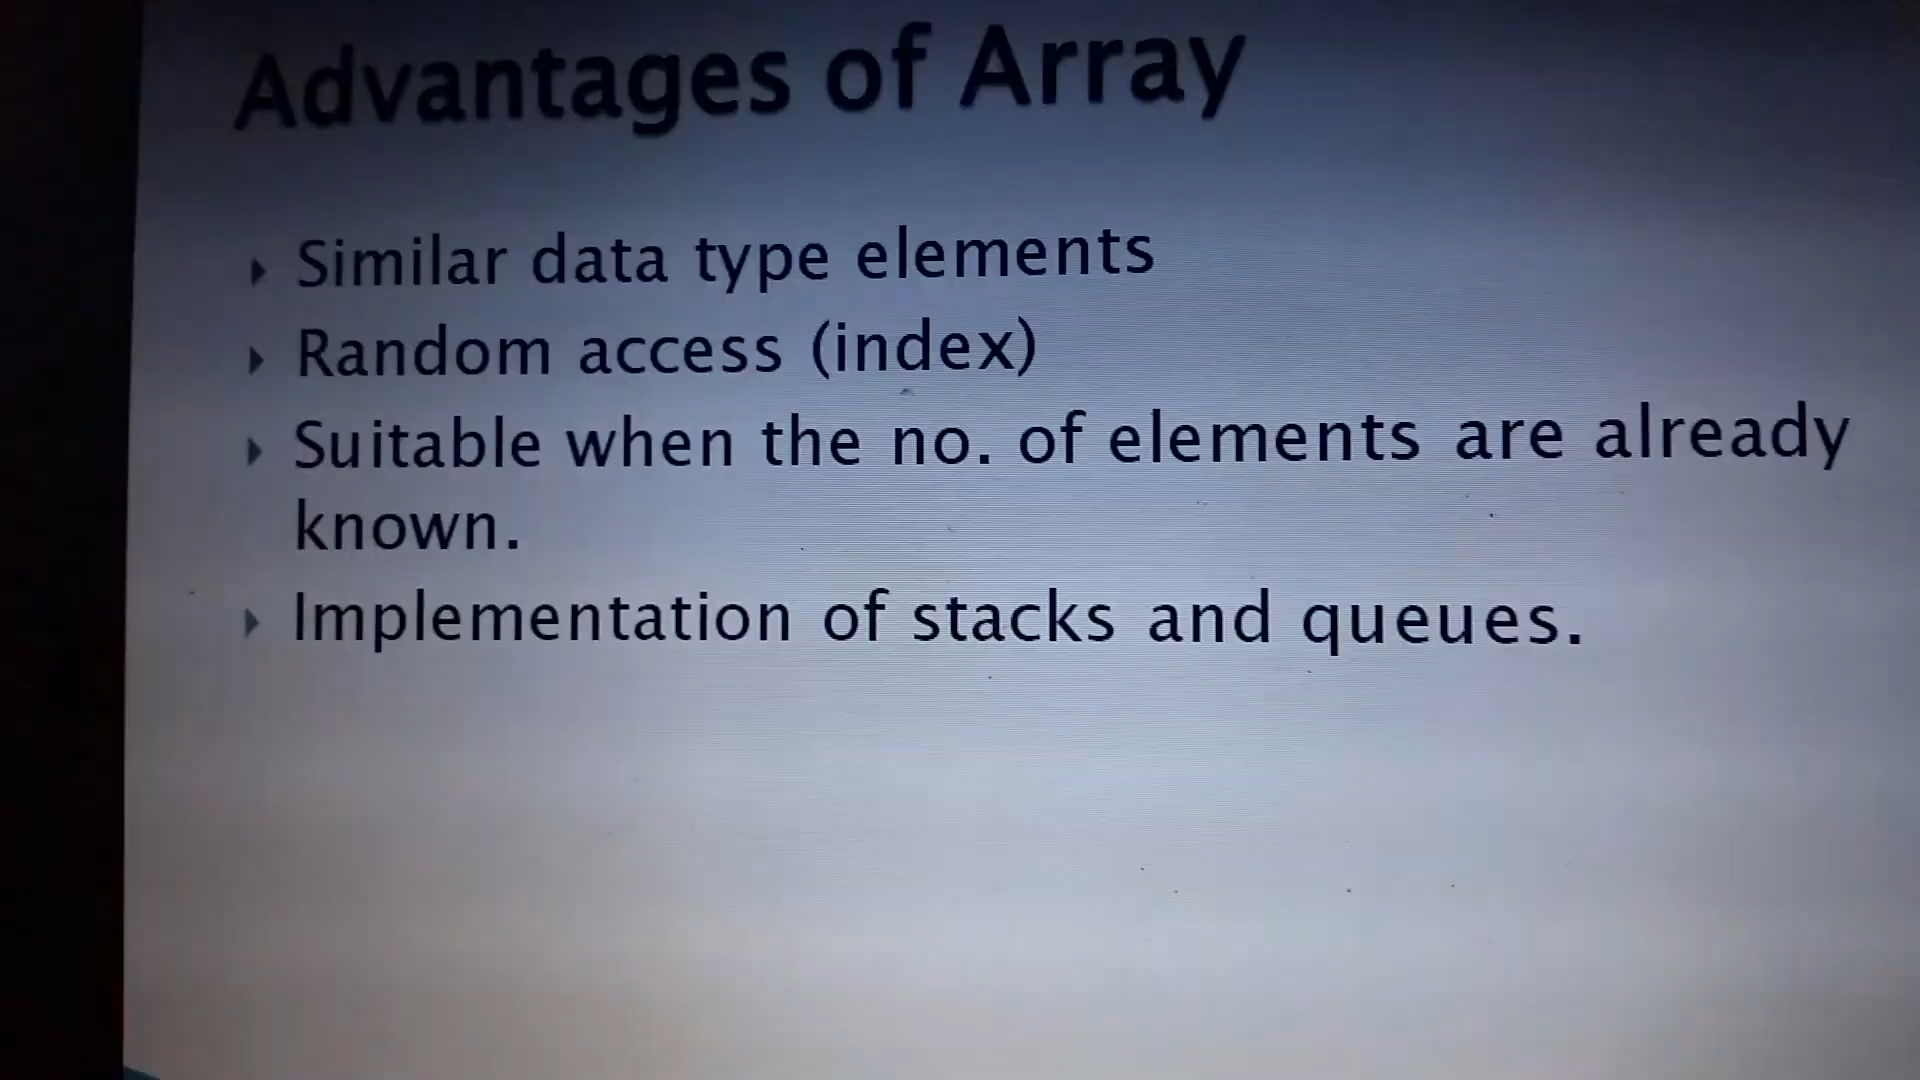 Advantages of Array
Similar data type elements
Random access (index)
Suitable when the no. of elements are already
known.
Implementation of stacks and queues.